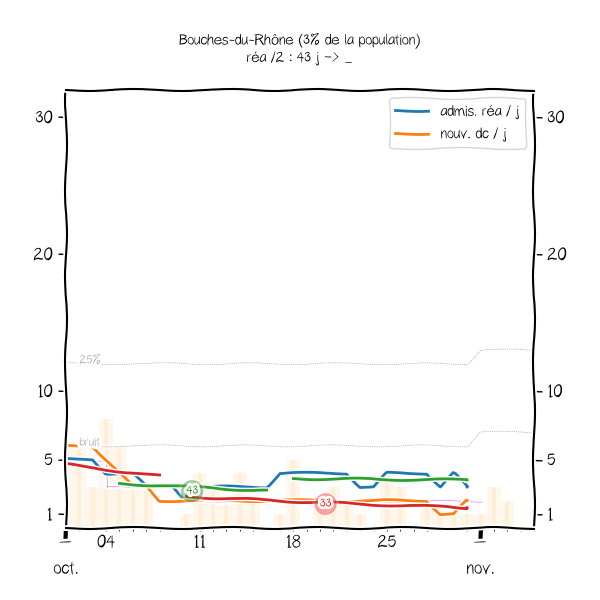 Bouches-du-Rhône (3% de la population)
réa /2 : 43 j -> _
admis. réa / j
nouv. dc / j
30
30
20
20
25%
10
10
bruit
5
5
43
33
1
1
04
11
18
25
oct.
nov.